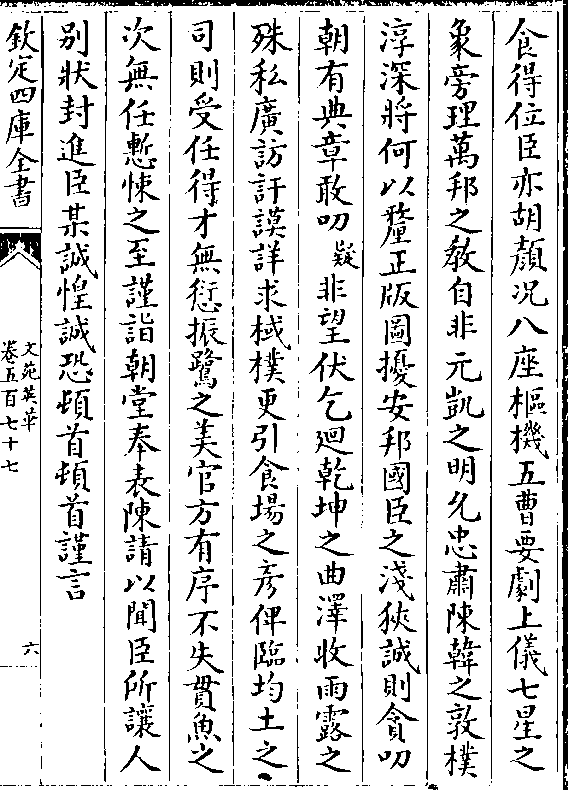 食得位臣亦胡顔况八座樞機五曹要劇上儀七星之
象旁理萬邦之教自非元凱之明允忠肅陳韓之敦樸
淳深將何以釐正版圖擾安邦國臣之淺狹誠則貪叨
朝有典章敢叨疑非望伏乞廻乾坤之曲澤收雨露之
殊私廣訪訏謨詳求棫樸更引食場之彦俾臨均土之
司則受任得才無愆振鷺之美官方有序不失貫魚之
次無任慙悚之至謹詣朝堂奉表陳請以聞臣所讓人
别狀封進臣某誠惶誠恐頓首頓首謹言
欽定四庫全書
文苑英華
卷五百七十七
六